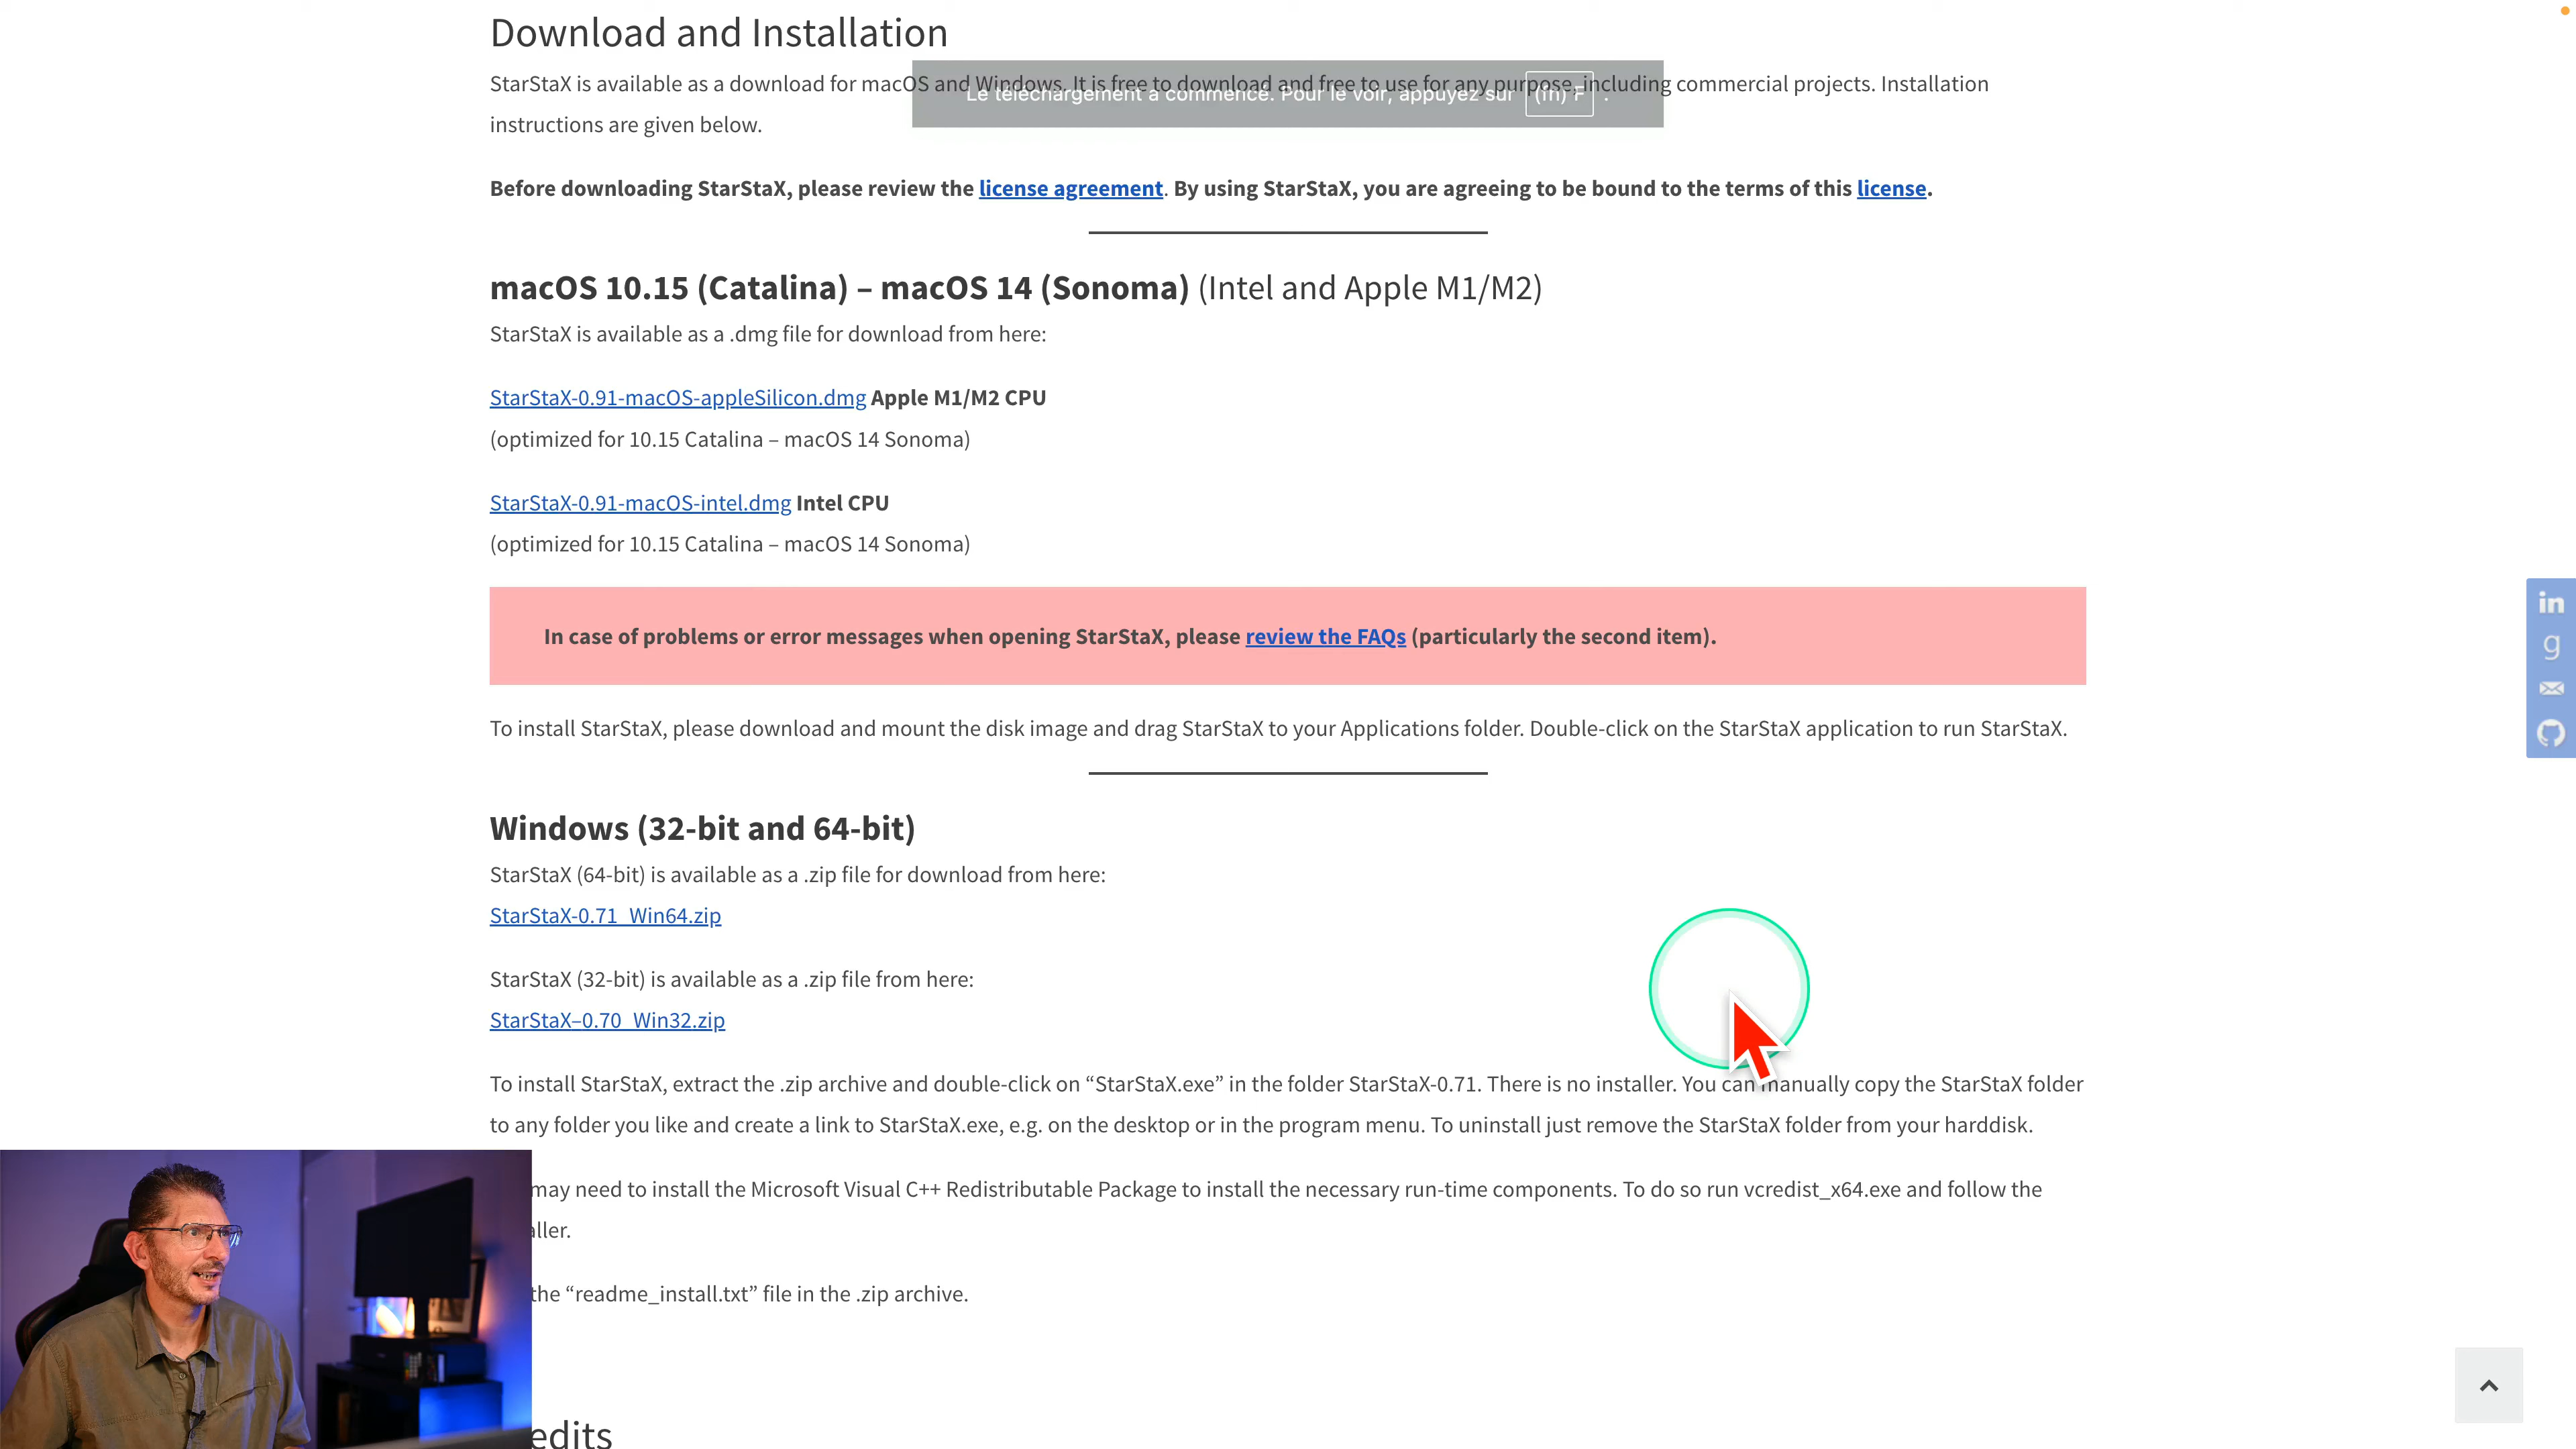 Download and Installation
StarStaX is available as a download for macOS and Windows. It is free to download and free to use for any purpose, including commercial projects. Installation
Le téléchargement a commencé. Pour le voir, appuyez sur (fn) F .
instructions are given below.
Before downloading StarStaX, please review the license agreement. By using StarStaX, you are agreeing to be bound to the terms of this license.
macOS 10.15 (Catalina) – macOS 14 (Sonoma) (Intel and Apple M1/M2)
StarStaX is available as a .dmg file for download from here:
StarStaX-0.91-macOS-appleSilicon.dmg Apple M1/M2 CPU
(optimized for 10.15 Catalina – macOS 14 Sonoma)
StarStaX-0.91-macOS-intel.dmg Intel CPU
(optimized for 10.15 Catalina – macOS 14 Sonoma)
In case of problems or error messages when opening StarStaX, please review the FAQs (particularly the second item).
in
g
To install StarStaX, please download and mount the disk image and drag StarStaX to your Applications folder. Double-click on the StarStaX application to run StarStaX.
Windows (32-bit and 64-bit)
StarStaX (64-bit) is available as a .zip file for download from here:
StarStaX-0.71_Win64.zip
StarStaX (32-bit) is available as a .zip file from here:
StarStaX–0.70_Win32.zip
To install StarStaX, extract the .zip archive and double-click on “StarStaX.exe” in the folder StarStaX-0.71. There is no installer. You can manually copy the StarStaX folder
to any folder you like and create a link to StarStaX.exe, e.g. on the desktop or in the program menu. To uninstall just remove the StarStaX folder from your harddisk.
may need to install the Microsoft Visual C++ Redistributable Package to install the necessary run-time components. To do so run vcredist_x64.exe and follow the
aller.
the “readme_install.txt” file in the .zip archive.
edits